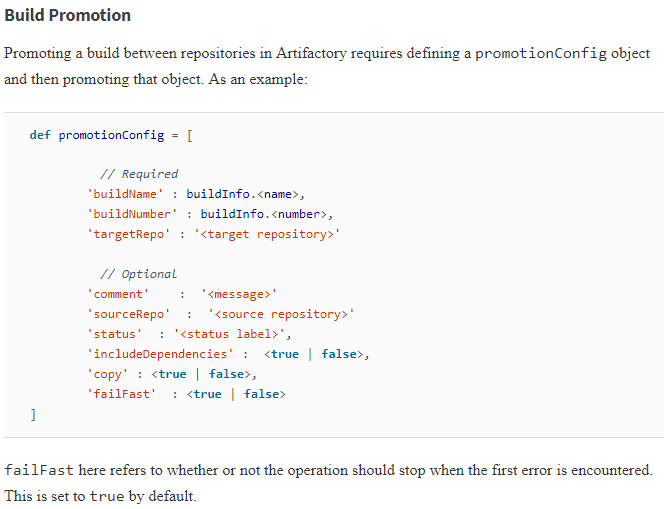 Build Promotion
Promoting a build between repositories in Artifactory requires defining a promotionConfig object
and then promoting that object. As an example:
def promotionConfig = [
// Required
'buildName' : buildInfo.<name>,
'buildNumber' : buildInfo.<number>,
'targetRepo' : '<target repository>'
// Optional
'comment' : '<message>'
'sourceRepo' : '<source repository>'
'status' : '<status label>',
'includeDependencies' : <true | false>,
'copy' : <true | false>,
'failFast' : <true | false>
]
failFast here refers to whether or not the operation should stop when the first error is encountered.
This is set to true by default.